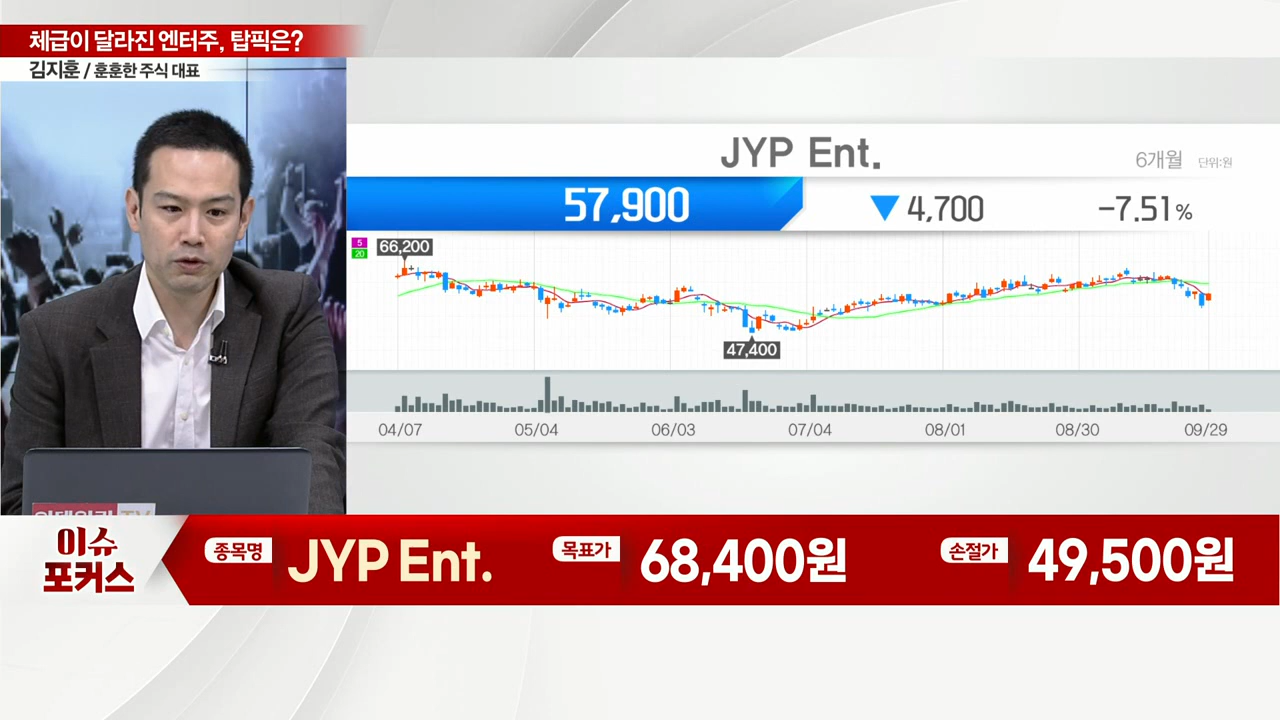 체급이 달라진 엔터주, 탑픽은?
김지훈 / 훈훈한 주식 대표
JYP Ent.
6개월 단위:원
57,900 ▼ 4,700 -7.51%
5
20
66,200
47,400
04/07 05/04 06/03 07/04 08/01 08/30 09/29
이슈
포커스
종목명 JYP Ent. 목표가 68,400원 손절가 49,500원